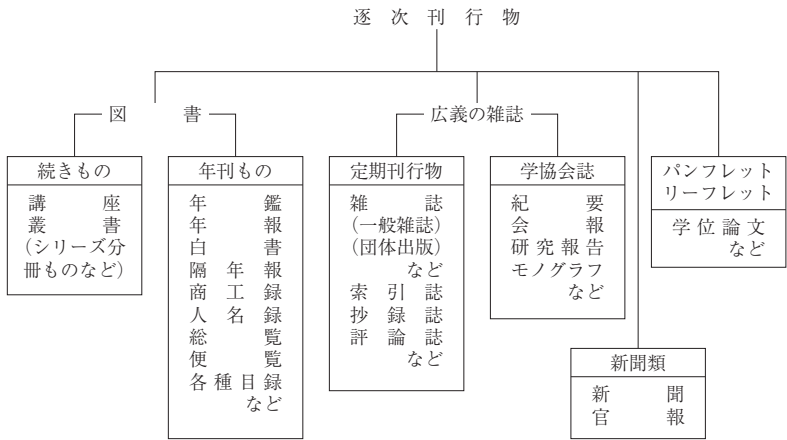 逐次刊行物
図書
広義の雑誌
続きもの
講座
叢書
(シリーズ分
冊ものなど)
年刊もの
年鑑
年報
白書
隔年報
商工録
人名録
総覧
便覧
各種目録
など
定期刊行物
雑誌
(一般雑誌)
(団体出版)
など
索引誌
抄録誌
評論誌
など
学協会誌
紀要
会報
研究報告
モノグラフ
など
パンフレット
リーフレット
学位論文
など
新聞類
新聞
官報